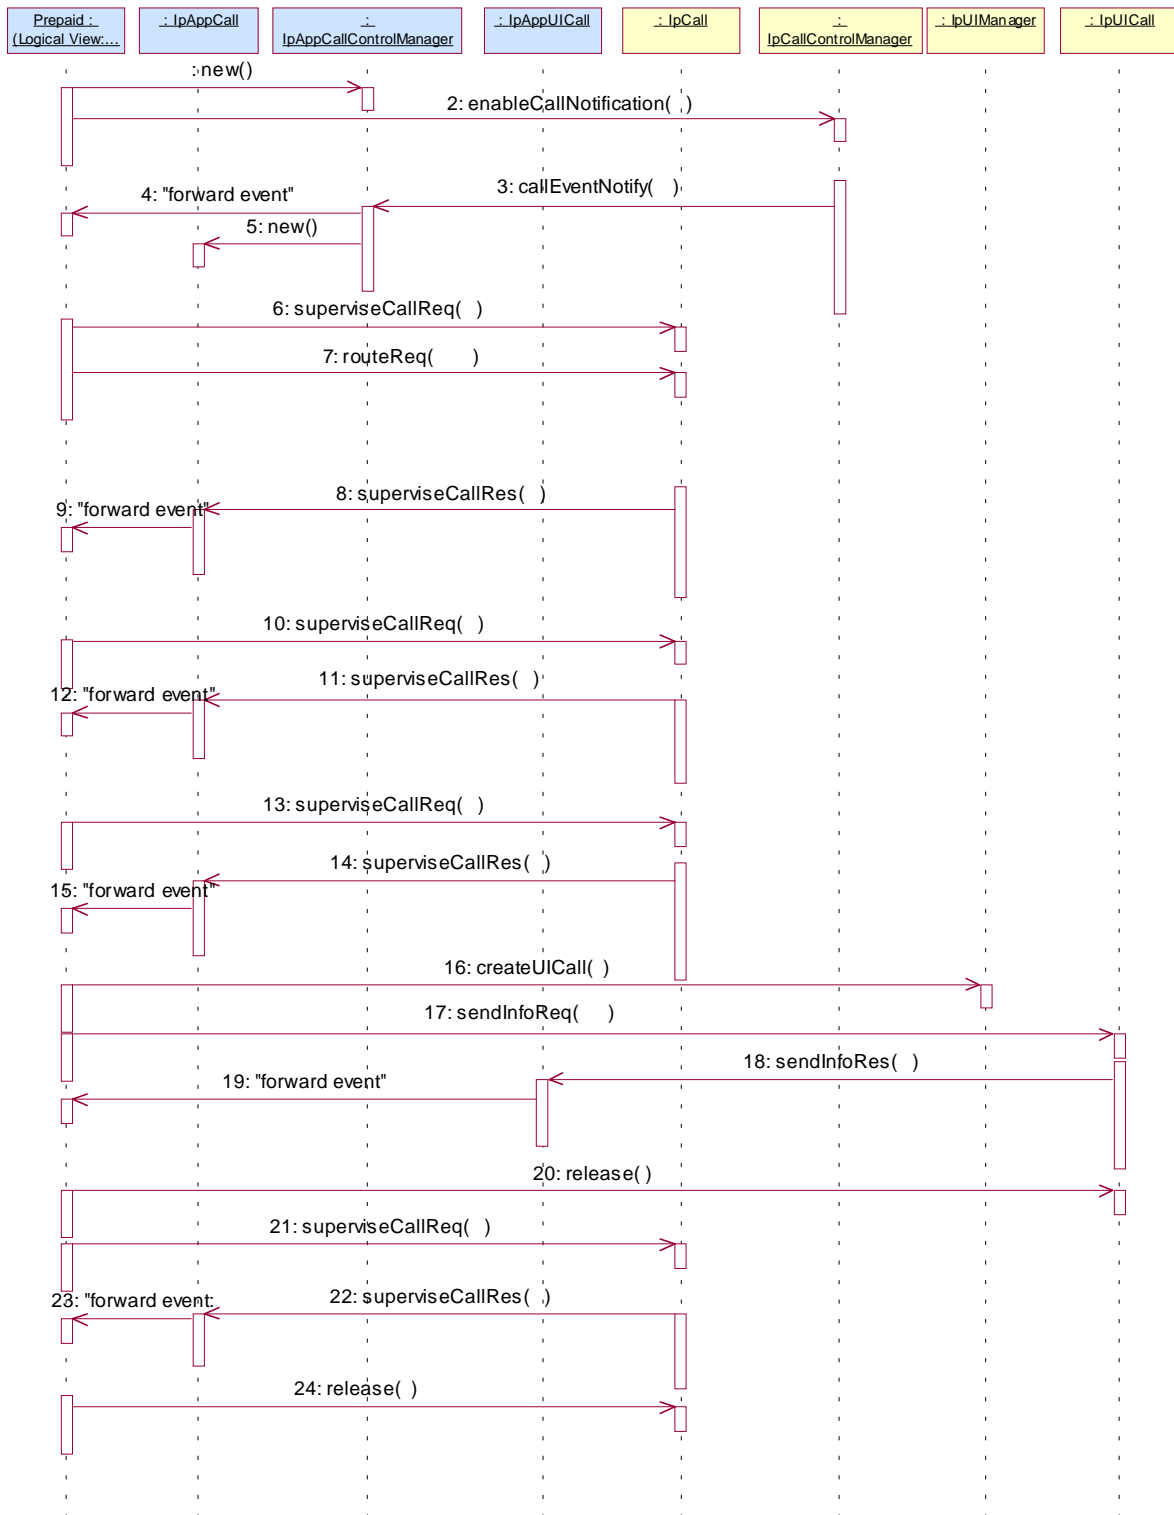 Prepaid :
(Logical View:...
: IpAppCall
:
IpAppCallControlManager
: IpAppUICall
: IpCall
:
IpCallControlManager
: IpUIManager
: IpUICall
: new()
2: enableCallNotification( )
3: callEventNotify( )
4: "forward event"
5: new()
6: superviseCallReq( )
7: routeReq( )
8: superviseCallRes( )
9: "forward event"
10: superviseCallReq( )
11: superviseCallRes( )
12: "forward event"
13: superviseCallReq( )
14: superviseCallRes( )
15: "forward event"
16: createUICall( )
17: sendInfoReq( )
18: sendInfoRes( )
19: "forward event"
20: release( )
21: superviseCallReq( )
22: superviseCallRes( )
23: "forward event:
24: release( )